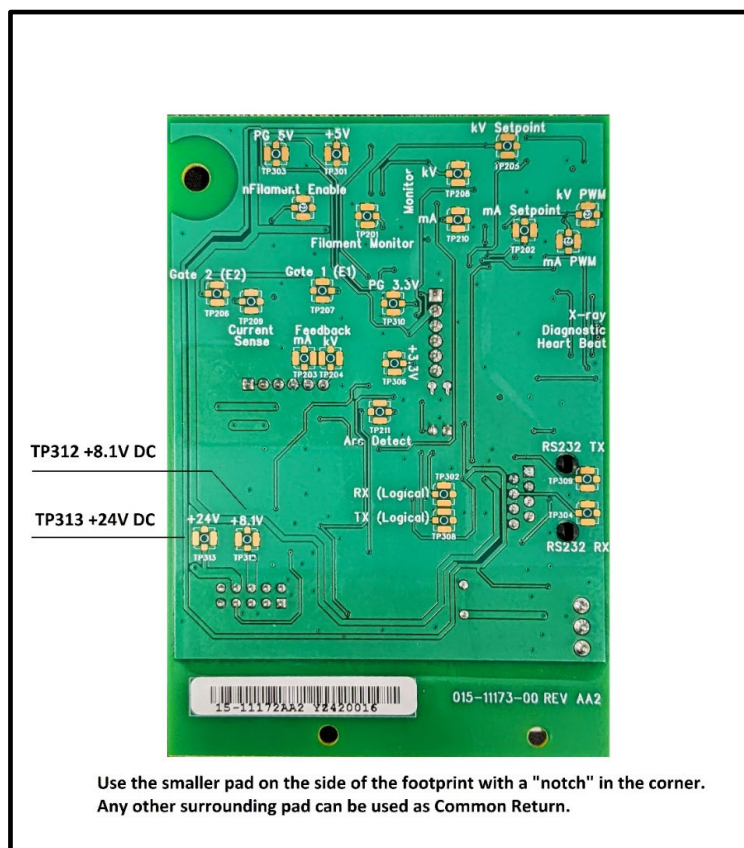 kV Setpoint
PG 5V
+5V
TP303
TP301
TP205
kV
TP208
Monitor
nFilament Enable
kV PWM
mA
TP210
mA Setpoint
TP201
Filament Monitor
TP202
mA PWM
Gate 2 (E2)
Gate 1 (E1)
PG 3.3V
TP206
TP209
TP207
TP310
Current
Sense
Feedback
mA
kV
TP203
TP204
+3.3V
TP306
X-ray
Diagnostic
Heart Beat
TP211
Arc Detect
TP312 +8.1V DC
RS232 TX
TP302
RX (Logical)
TP309
TX (Logical)
TP308
TP304
RS232 RX
TP313 +24V DC
+24V
+8.1V
TP313
TP312
015-11173-00 REV AA2
15-11172AA2 YZ420016
Use the smaller pad on the side of the footprint with a "notch" in the corner.
Any other surrounding pad can be used as Common Return.